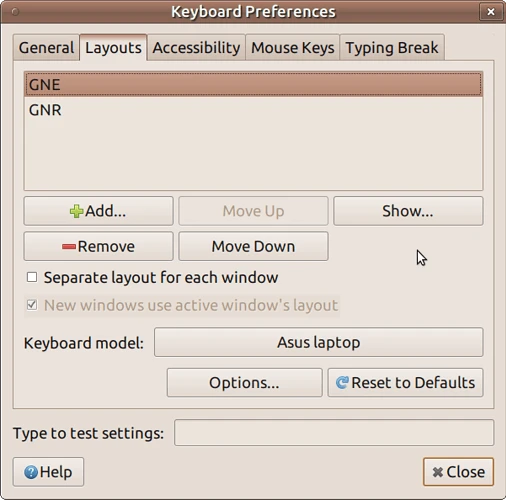 Keyboard Preferences
General Layouts Accessibility Mouse Keys Typing Break
GNE
GNR
Add... Move Up Show...
Remove Move Down
Separate layout for each window
New windows use active window's layout
Keyboard model: Asus laptop
Options... Reset to Defaults
Type to test settings:
Help Close